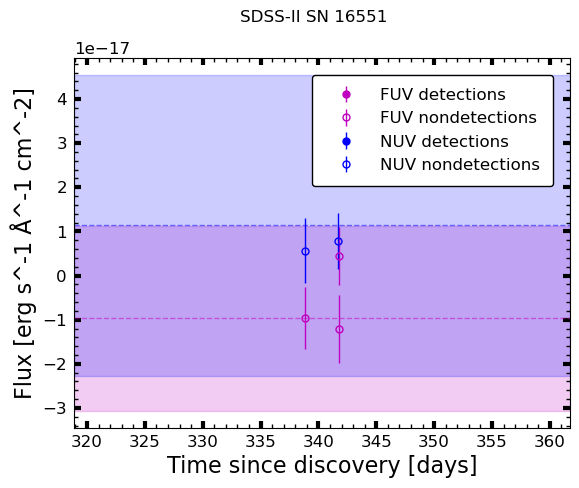 SDSS-II SN 16551
1e−17
FUV detections
FUV nondetections
NUV detections
NUV nondetections
4
3
2
1
0
−1
−2
−3
Flux [erg s^-1 Å^-1 cm^-2]
320 325 330 335 340 345 350 355 360
Time since discovery [days]